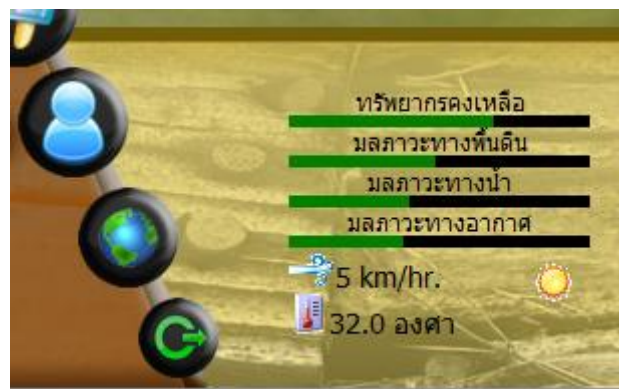 ทรัพยากรคงเหลือ
มลภาวะทางพื้นดิน
มลภาวะทางน้ำ
มลภาวะทางอากาศ
5 km/hr.
32.0 องศา